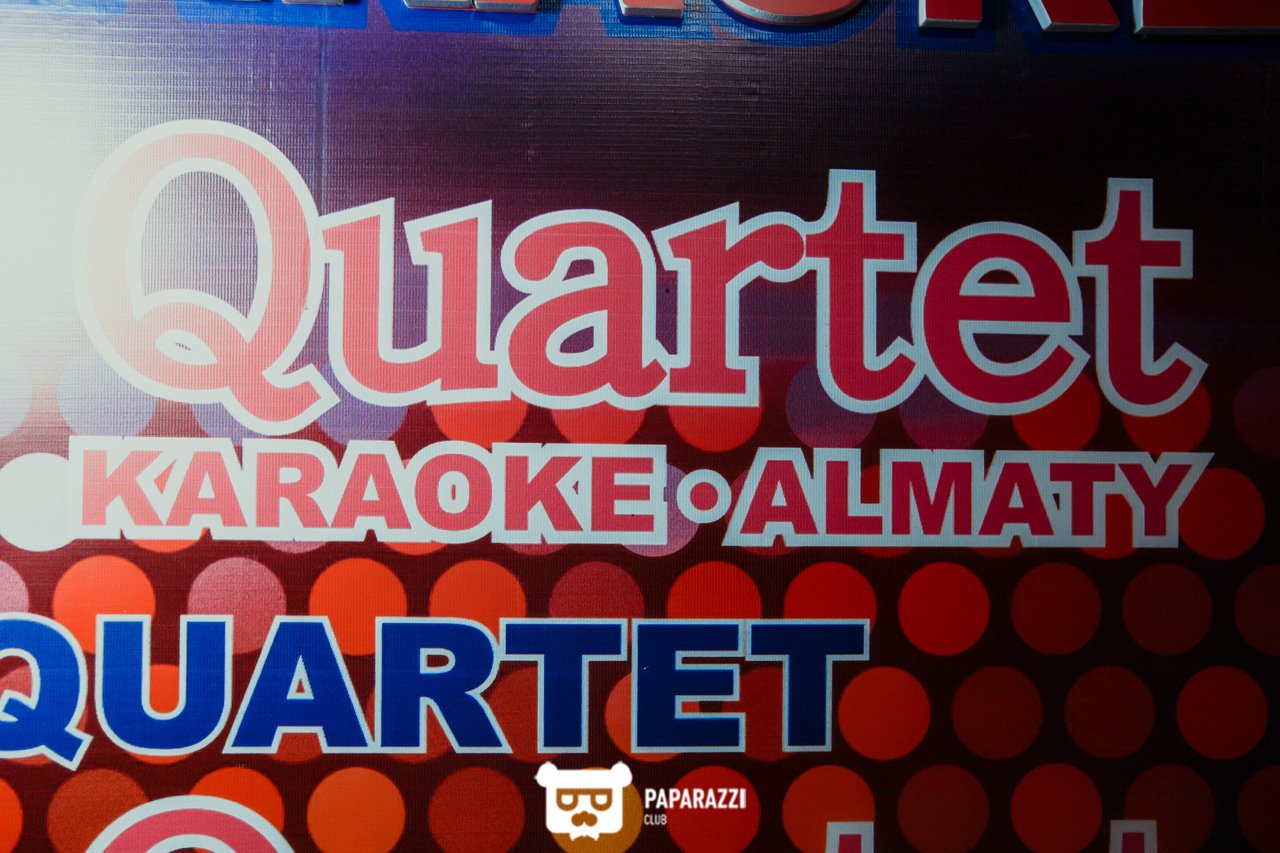 Quartet
KARAOKE • ALMATY
QUARTET
PAPARAZZI
CLUB